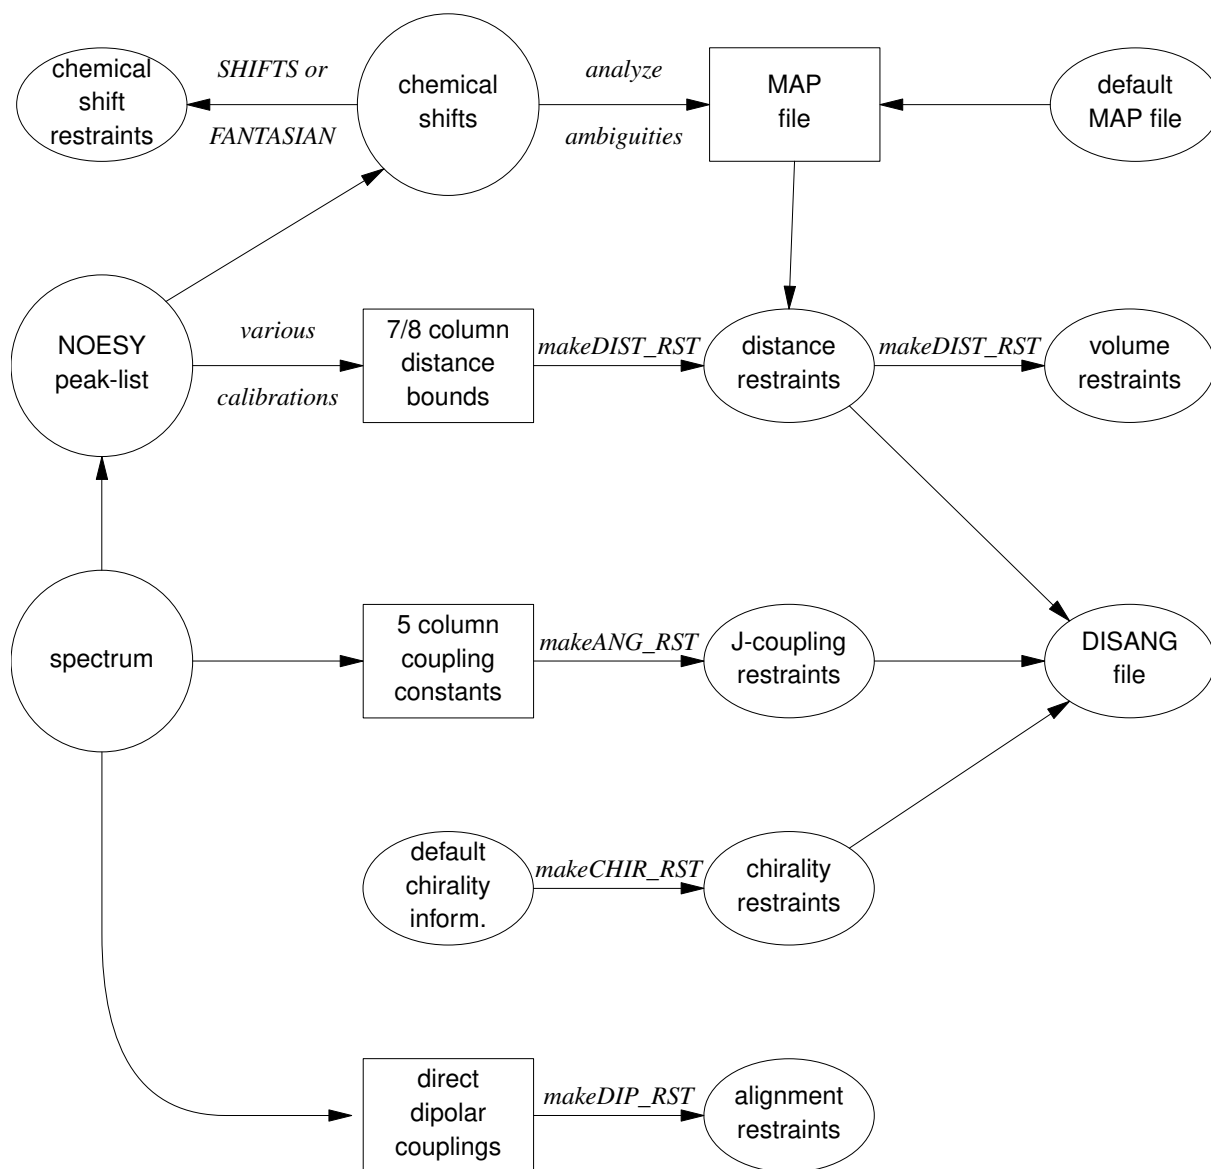 chemical
shift
restraints
SHIFTS or
FANTASIAN
chemical
shifts
analyze
ambiguities
MAP
file
default
MAP file
NOESY
peak-list
various
calibrations
7/8 column
distance
bounds
makeDIST_RST
distance
restraints
makeDIST_RST
volume
restraints
spectrum
5 column
coupling
constants
makeANG_RST
J-coupling
restraints
DISANG
file
default
chirality
inform.
makeCHIR_RST
chirality
restraints
direct
dipolar
couplings
makeDIP_RST
alignment
restraints